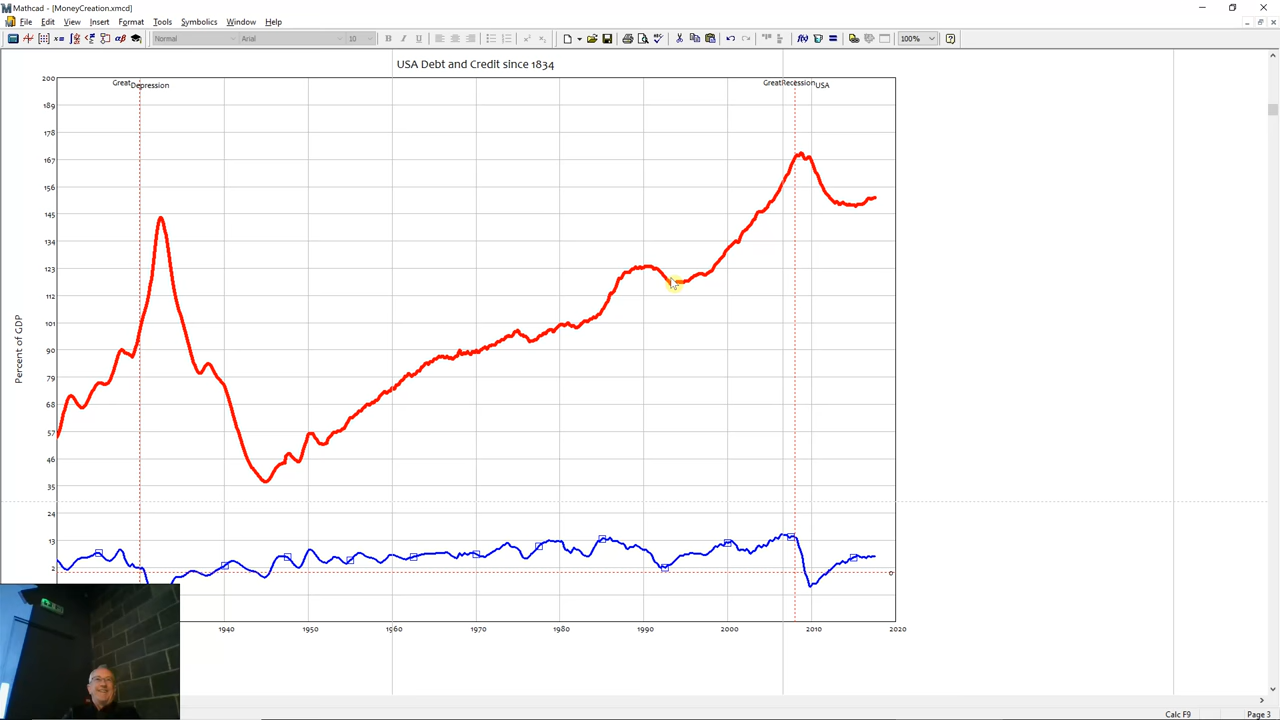 Mathcad - [MoneyCreation.xmcd]
File Edit View Insert Format Tools Symbolics Window Help
Normal Arial 10 B I U 100%
USA Debt and Credit since 1834
Great Depression
GreatRecession USA
200
189
178
167
156
145
134
123
112
101
90
79
68
57
46
35
24
13
2
0
Percent of GDP
1940 1950 1960 1970 1980 1990 2000 2010 2020
Calc F9 Page 3